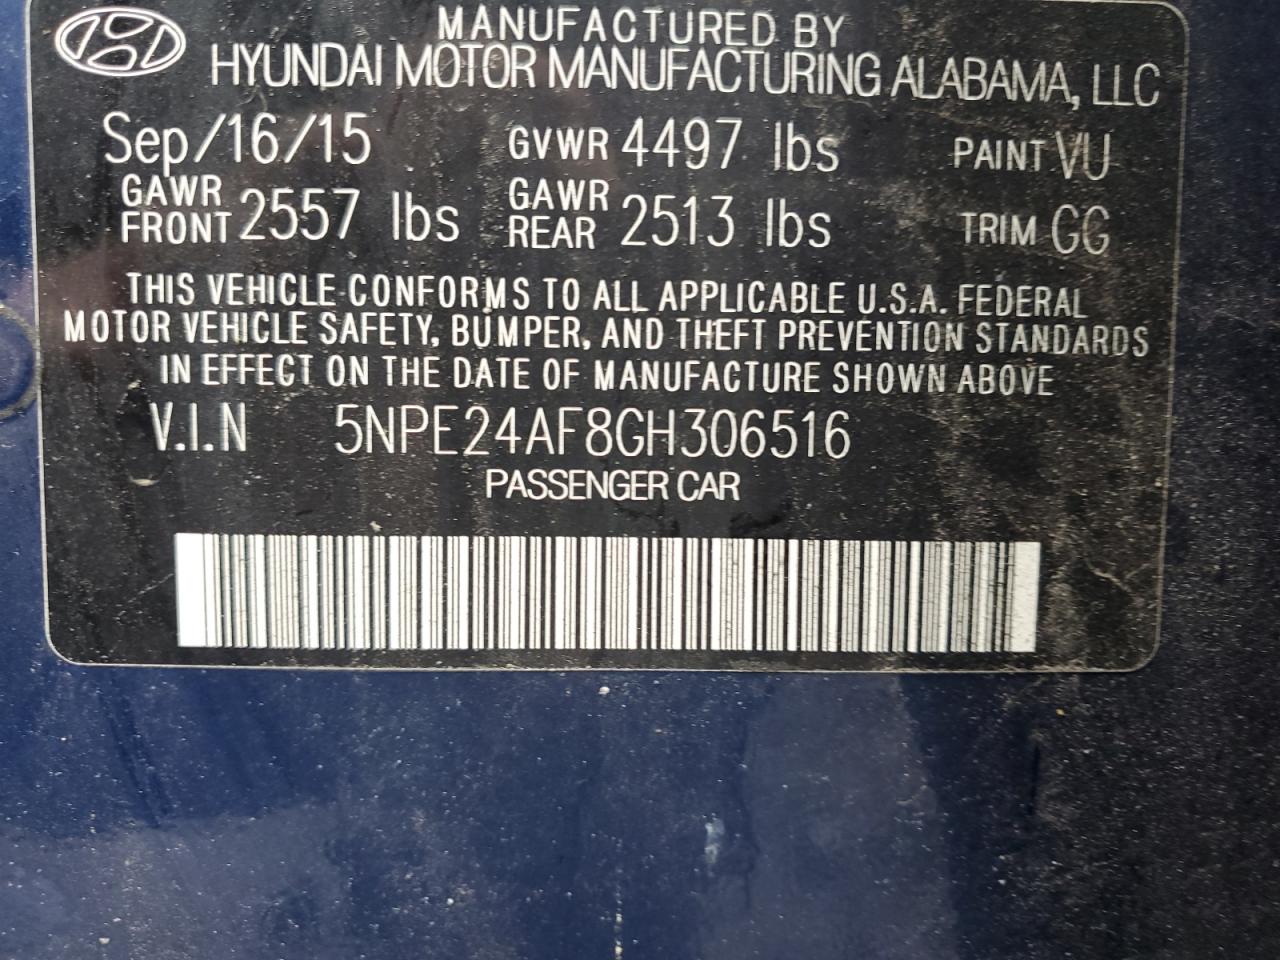 MANUFACTURED BY
HYUNDAI MOTOR MANUFACTURING ALABAMA, LLC
Sep/16/15 GVWR 4497 lbs PAINT VU
GAWR FRONT 2557 lbs GAWR REAR 2513 lbs TRIM GG
THIS VEHICLE CONFORMS TO ALL APPLICABLE U.S.A. FEDERAL
MOTOR VEHICLE SAFETY, BUMPER, AND THEFT PREVENTION STANDARDS
IN EFFECT ON THE DATE OF MANUFACTURE SHOWN ABOVE
V.I.N 5NPE24AF8GH306516
PASSENGER CAR